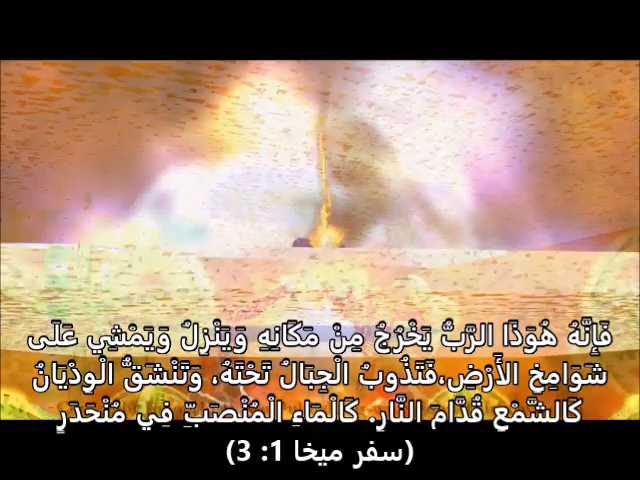 فَإِنَّهُ هُوَذَا الرَّبُّ يَخْرُجُ مِنْ مَكَانِهِ وَيَنْزِلُ وَيَمْشِي عَلَى
شَوَامِخِ الأَرْضِ،فَتَذُوبُ الْجِبَالُ تَحْتَهُ، وَتَنْشَقُّ الْوِدْيَانُ
كَالشَّمْعِ قُدَّامَ النَّارِ. كَالْمَاءِ الْمُنْصَبِّ فِي مُنْحَدَرٍ
(سفر ميخا 1: 3)